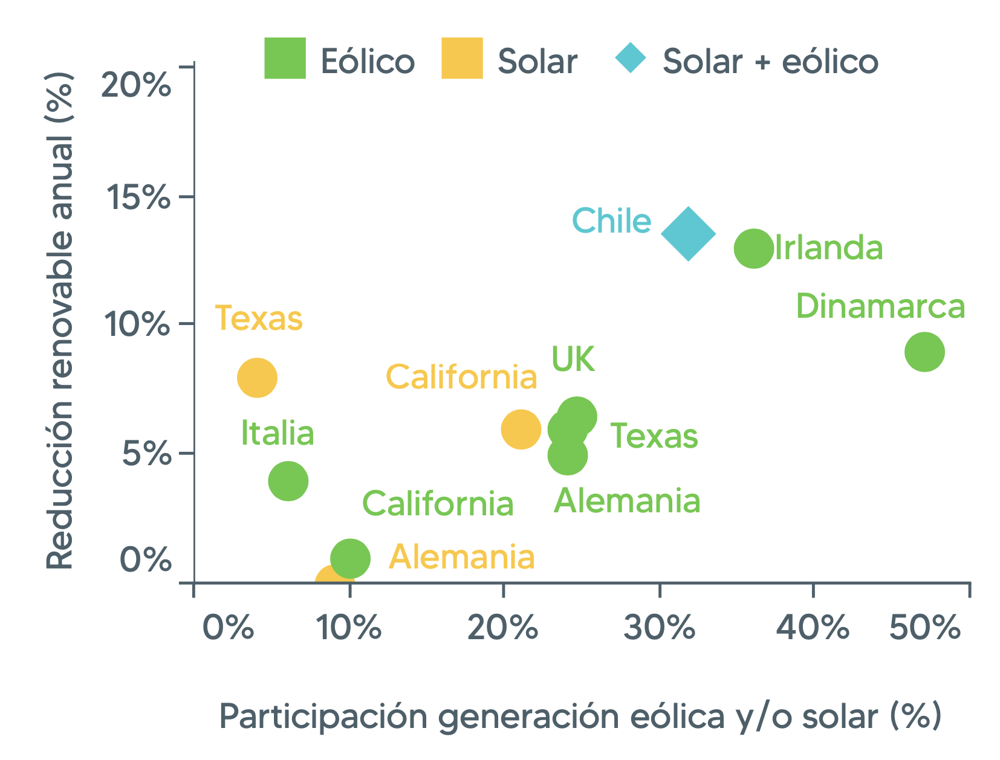 Eólico
Solar
Solar + eólico
Reducción renovable anual (%)
20%
15%
10%
5%
0%
Chile
Irlanda
Dinamarca
Texas
UK
California
Italia
Texas
California
Alemania
Alemania
0%
10%
20%
30%
40%
50%
Participación generación eólica y/o solar (%)